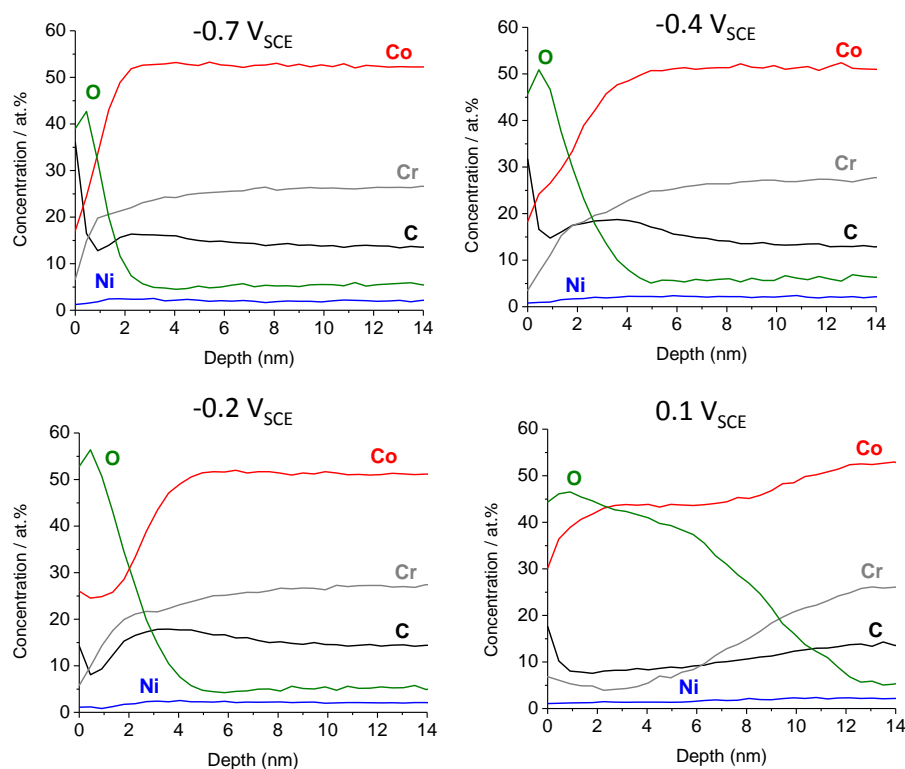 -0.7 V_SCE
Concentration / at.%
60
50
40
30
20
10
0
O
Co
Cr
C
Ni
0 2 4 6 8 10 12 14
Depth (nm)
-0.4 V_SCE
Concentration / at.%
60
50
40
30
20
10
0
O
Co
Cr
C
Ni
0 2 4 6 8 10 12 14
Depth (nm)
-0.2 V_SCE
Concentration / at.%
60
50
40
30
20
10
0
O
Co
Cr
C
Ni
0 2 4 6 8 10 12 14
Depth (nm)
0.1 V_SCE
Concentration / at.%
60
50
40
30
20
10
0
O
Co
Cr
C
Ni
0 2 4 6 8 10 12 14
Depth (nm)